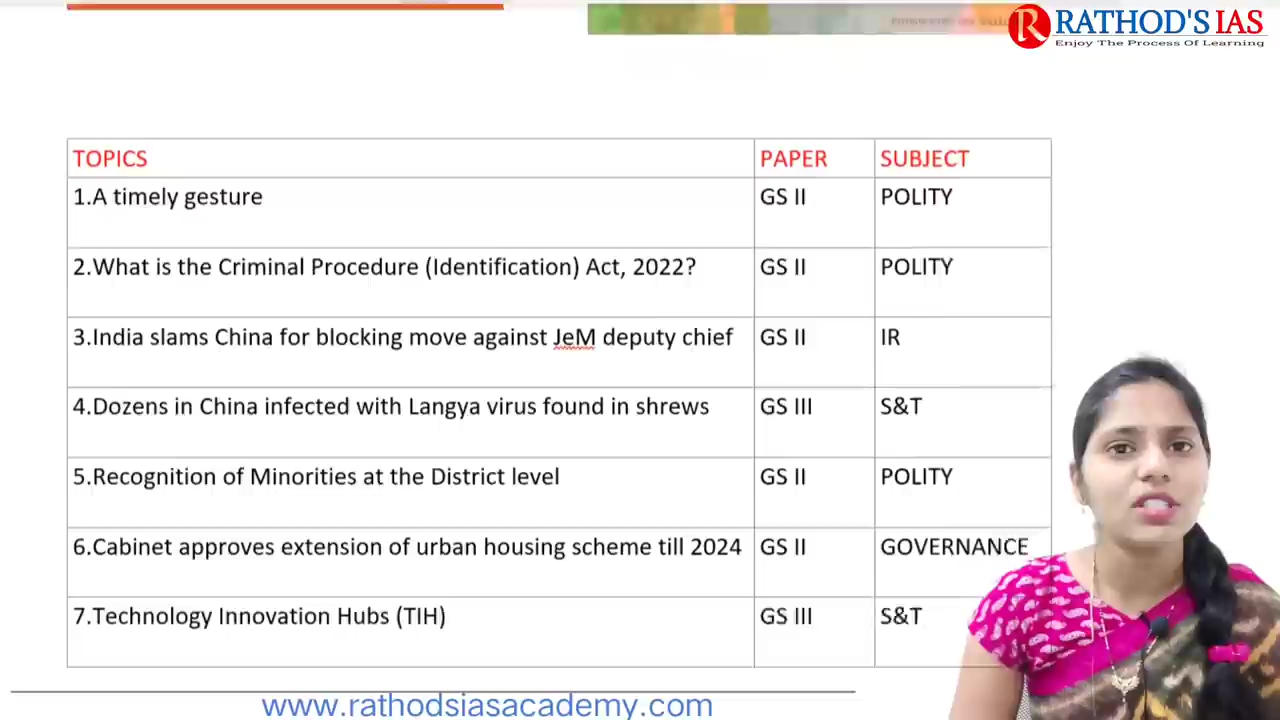 RATHOD'S IAS
Enjoy The Process Of Learning
TOPICS PAPER SUBJECT
1.A timely gesture GS II POLITY
2.What is the Criminal Procedure (Identification) Act, 2022? GS II POLITY
3.India slams China for blocking move against JeM deputy chief GS II IR
4.Dozens in China infected with Langya virus found in shrews GS III S&T
5.Recognition of Minorities at the District level GS II POLITY
6.Cabinet approves extension of urban housing scheme till 2024 GS II GOVERNANCE
7.Technology Innovation Hubs (TIH) GS III S&T
www.rathodsiasacademy.com